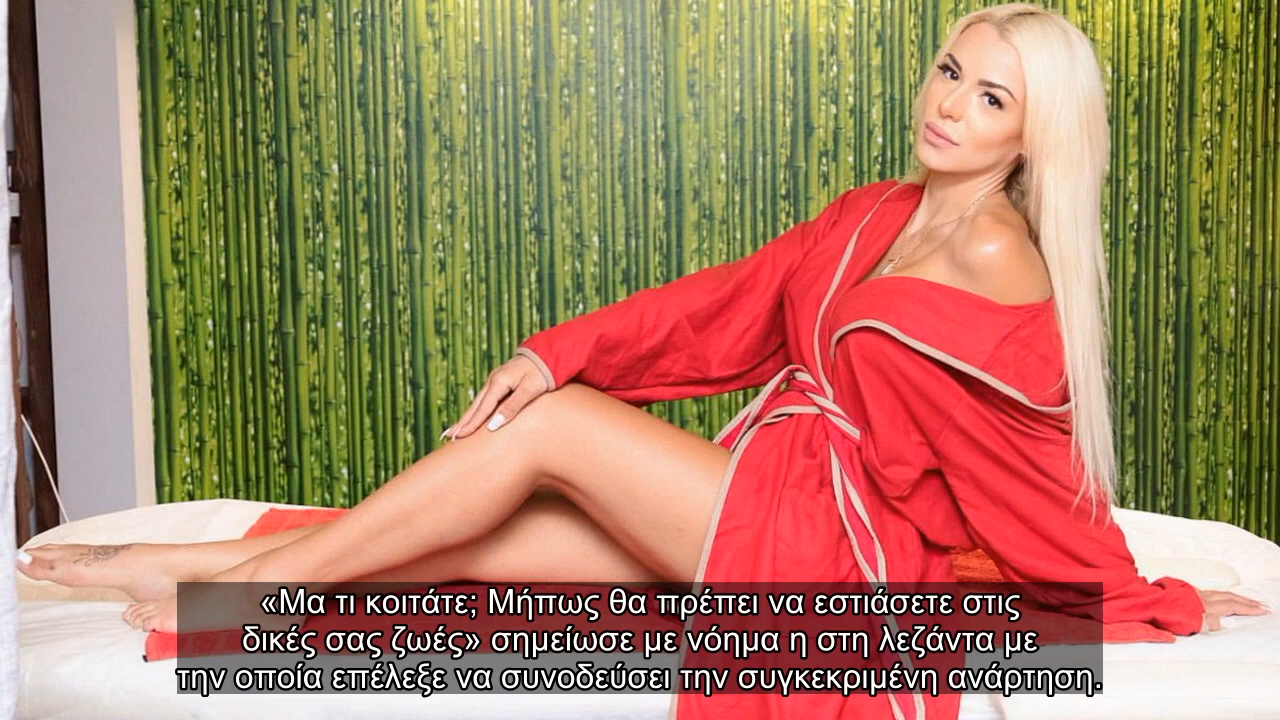 «Μα τι κοιτάτε; Μήπως θα πρέπει να εστιάσετε στις
δικές σας ζωές» σημείωσε με νόημα η στη λεζάντα με
την οποία επέλεξε να συνοδεύσει την συγκεκριμένη ανάρτηση.